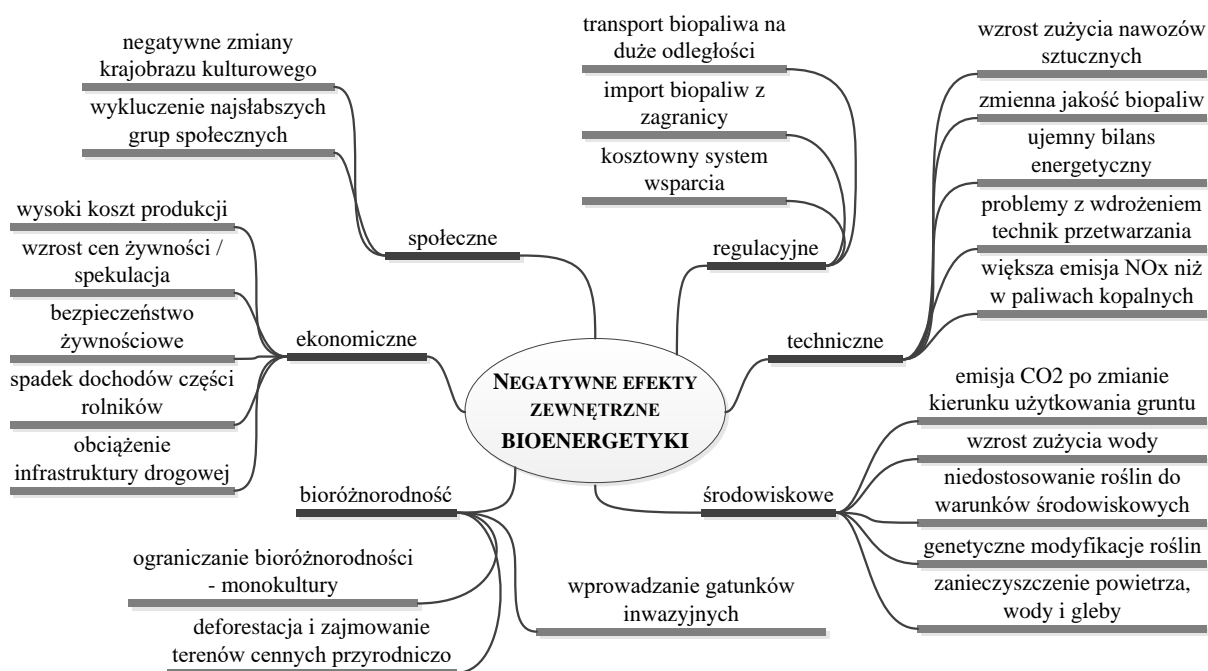 negatywne zmiany
krajobrazu kulturowego
wykluczenie najsłabszych
grup społecznych
społeczne
transport biopaliwa na
duże odległości
import biopaliw z
zagranicy
kosztowny system
wsparcia
regulacyjne
wzrost zużycia nawozów
sztucznych
zmienna jakość biopaliw
ujemny bilans
energetyczny
problemy z wdrożeniem
technik przetwarzania
większa emisja NOx niż
w paliwach kopalnych
techniczne
wysoki koszt produkcji
wzrost cen żywności /
spekulacja
bezpieczeństwo
żywnościowe
spadek dochodów części
rolników
obciążenie
infrastruktury drogowej
ekonomiczne
NEGATYWNE EFEKTY
ZEWNĘTRZNE
BIOENERGETYKI
emisja CO2 po zmianie
kierunku użytkowania gruntu
wzrost zużycia wody
niedostosowanie roślin do
warunków środowiskowych
genetyczne modyfikacje roślin
zanieczyszczenie powietrza,
wody i gleby
środowiskowe
bioróżnorodność
ograniczanie bioróżnorodności
- monokultury
deforestacja i zajmowanie
terenów cennych przyrodniczo
wprowadzanie gatunków
inwazyjnych